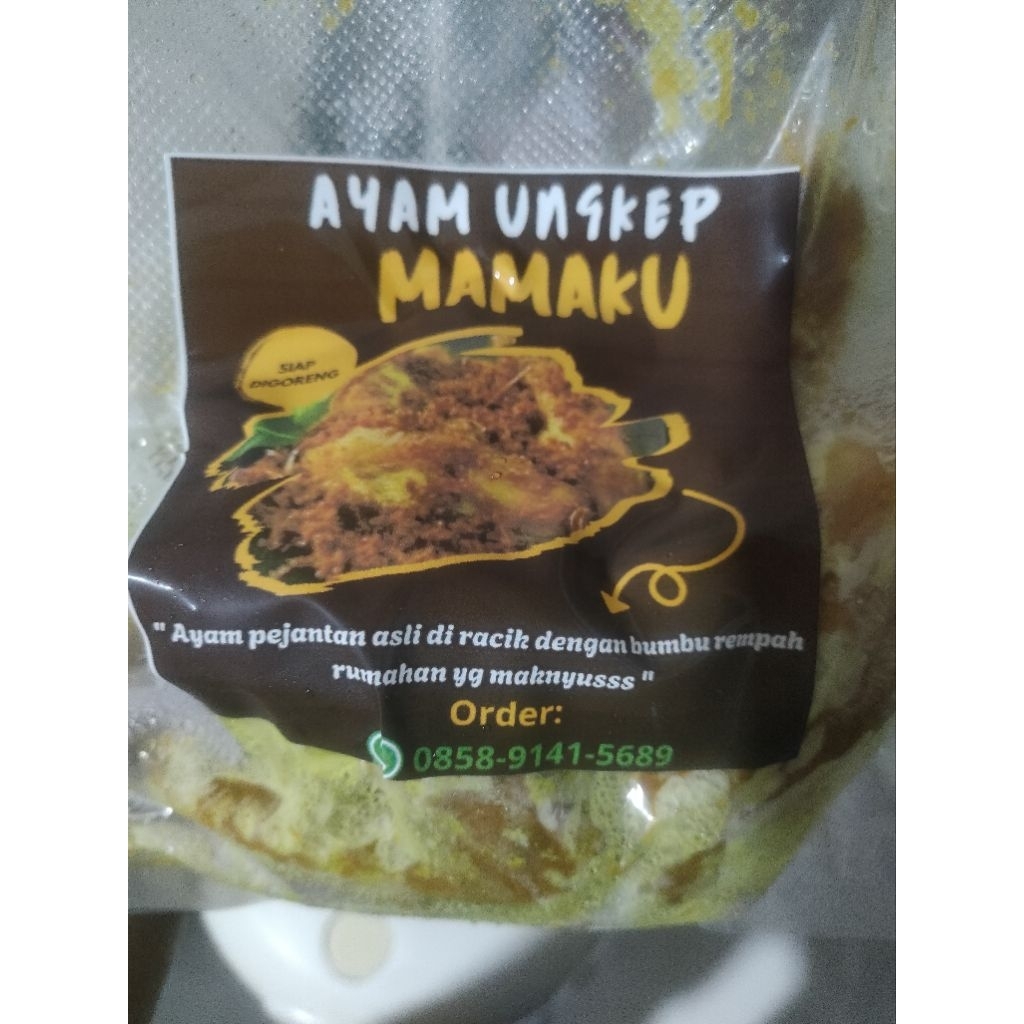 AYAM UNGKEP
MAMAKU
SIAP
DIGORENG
" Ayam pejantan asli di racik dengan bumbu rempah
rumahan yg maknyusss "
Order:
0858-9141-5689